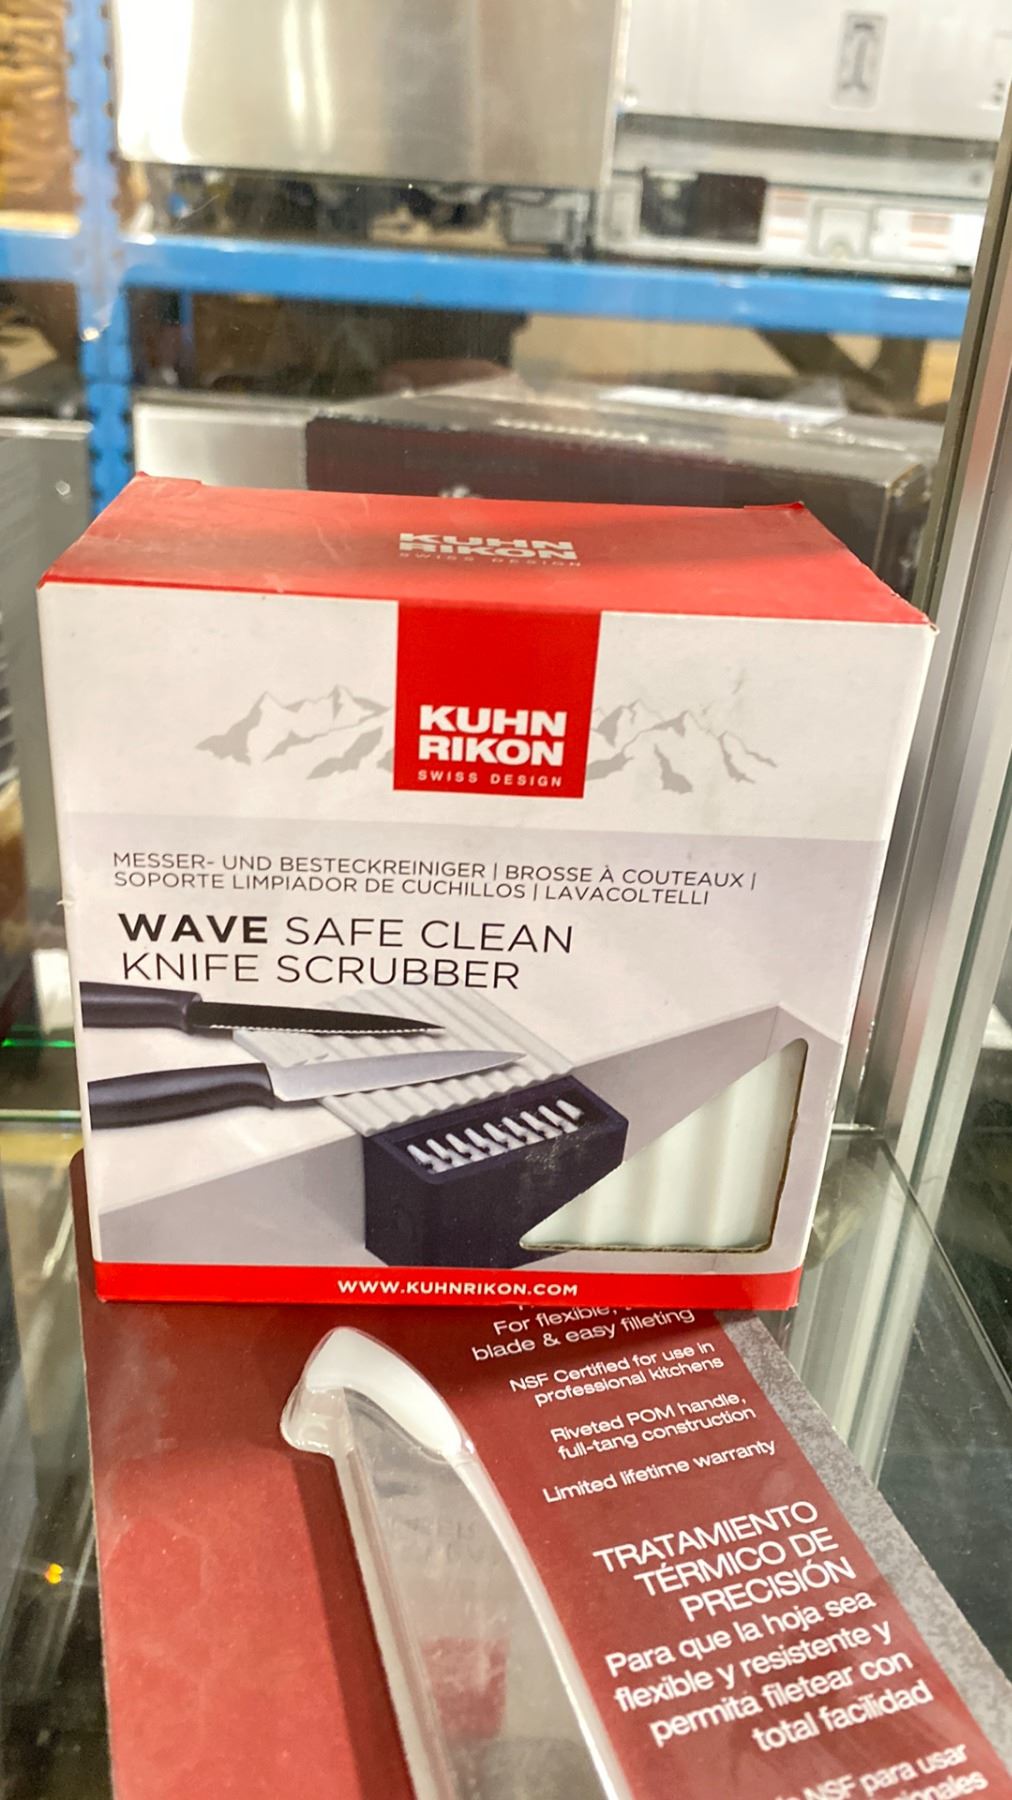 KUHN
RIKON
SWISS DESIGN
KUHN
RIKON
SWISS DESIGN
MESSER- UND BESTECKREINIGER | BROSSE À COUTEAUX |
SOPORTE LIMPIADOR DE CUCHILLOS | LAVACOLTELLI
WAVE SAFE CLEAN
KNIFE SCRUBBER
WWW.KUHNRIKON.COM
For flexible,
blade & easy filleting
NSF Certified for use in
professional kitchens
Riveted POM handle,
full-tang construction
Limited lifetime warranty
TRATAMIENTO
TÉRMICO DE
PRECISIÓN
Para que la hoja sea
flexible y resistente y
permita filetear con
total facilidad
NSF para usar